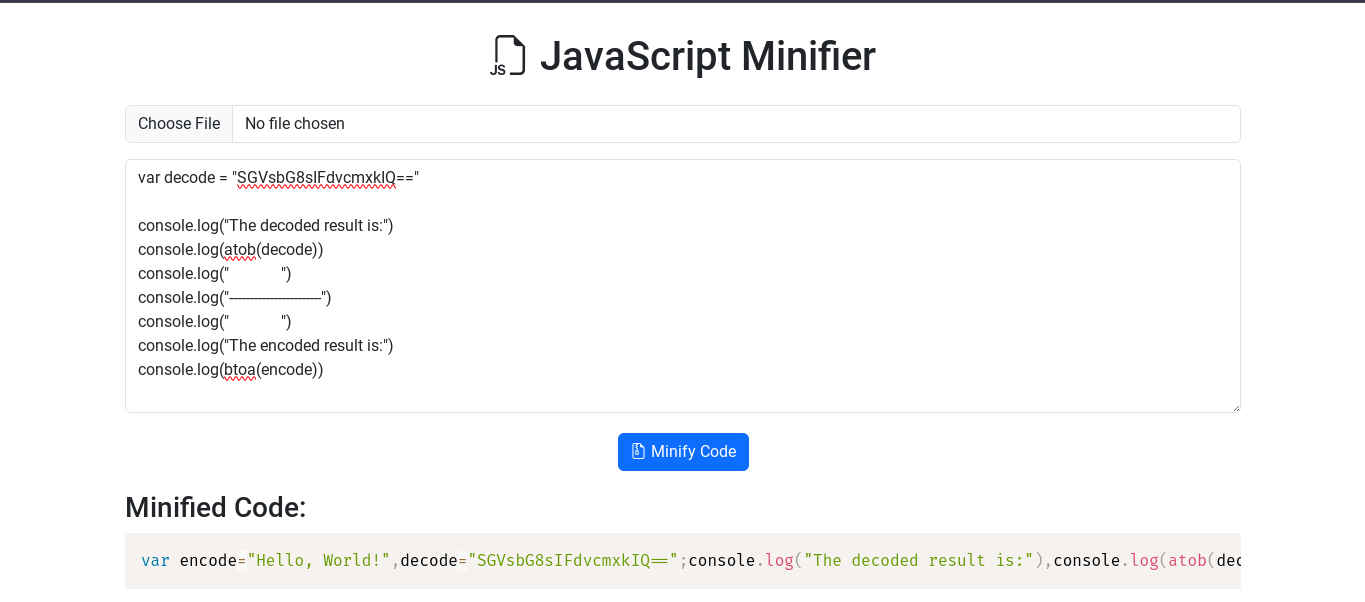 JS JavaScript Minifier
Choose File No file chosen
var decode = "SGVsbG8sIFdvcmxkIQ=="
console.log("The decoded result is:")
console.log(atob(decode))
console.log("             ")
console.log("-----------------------")
console.log("             ")
console.log("The encoded result is:")
console.log(btoa(encode))
Minify Code
Minified Code:
var encode="Hello, World!",decode="SGVsbG8sIFdvcmxkIQ==";console.log("The decoded result is:"),console.log(atob(dec